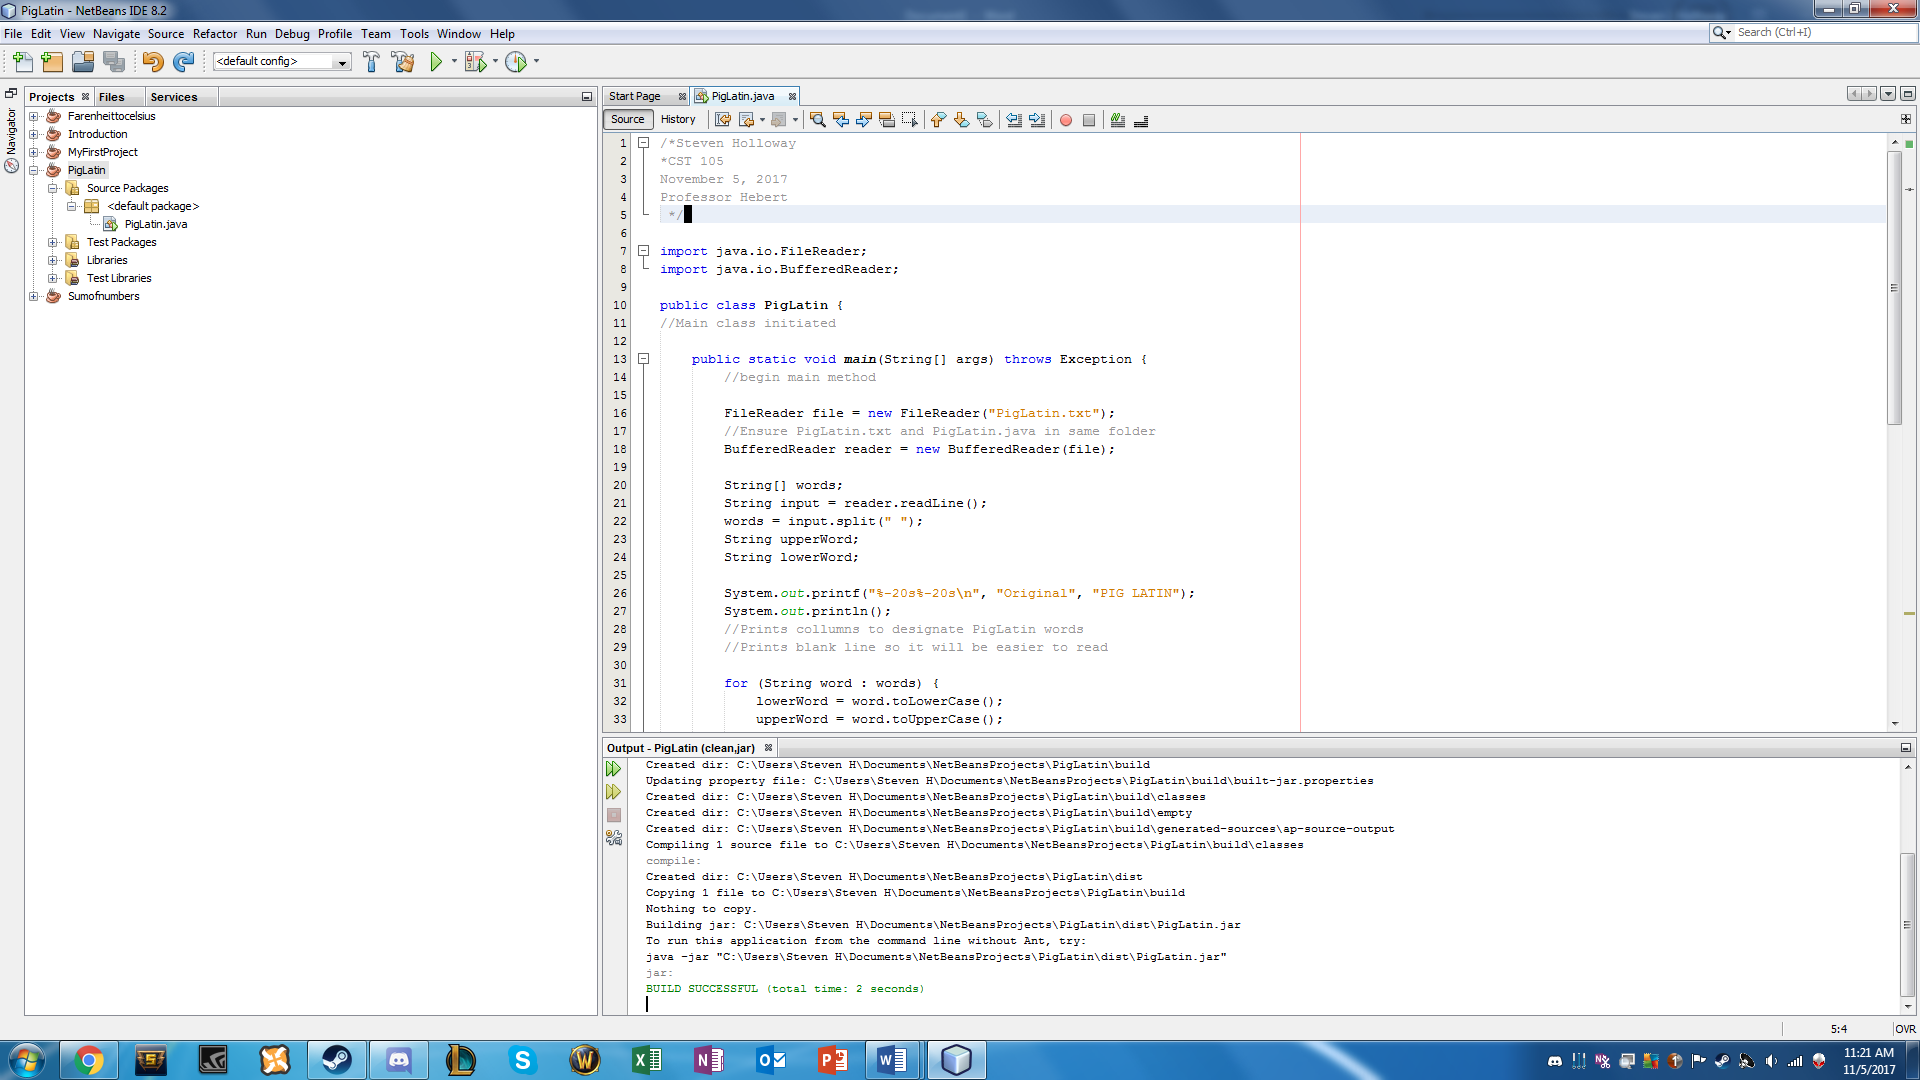 PigLatin - NetBeans IDE 8.2
File Edit View Navigate Source Refactor Run Debug Profile Team Tools Window Help
Search (Ctrl+I)
<default config>
Navigator
Projects Files Services
Farenheittocelsius
Introduction
MyFirstProject
PigLatin
Source Packages
<default package>
PigLatin.java
Test Packages
Libraries
Test Libraries
Sumofnumbers
Start Page PigLatin.java
Source History
1 /*Steven Holloway
2 *CST 105
3 November 5, 2017
4 Professor Hebert
5 */
6
7 import java.io.FileReader;
8 import java.io.BufferedReader;
9
10 public class PigLatin {
11 //Main class initiated
12
13 public static void main(String[] args) throws Exception {
14 //begin main method
15
16 FileReader file = new FileReader("PigLatin.txt");
17 //Ensure PigLatin.txt and PigLatin.java in same folder
18 BufferedReader reader = new BufferedReader(file);
19
20 String[] words;
21 String input = reader.readLine();
22 words = input.split(" ");
23 String upperWord;
24 String lowerWord;
25
26 System.out.printf("%-20s%-20s\n", "Original", "PIG LATIN");
27 System.out.println();
28 //Prints collumns to designate PigLatin words
29 //Prints blank line so it will be easier to read
30
31 for (String word : words) {
32 lowerWord = word.toLowerCase();
33 upperWord = word.toUpperCase();
Output - PigLatin (clean,jar)
Created dir: C:\Users\Steven H\Documents\NetBeansProjects\PigLatin\build
Updating property file: C:\Users\Steven H\Documents\NetBeansProjects\PigLatin\build\built-jar.properties
Created dir: C:\Users\Steven H\Documents\NetBeansProjects\PigLatin\build\classes
Created dir: C:\Users\Steven H\Documents\NetBeansProjects\PigLatin\build\empty
Created dir: C:\Users\Steven H\Documents\NetBeansProjects\PigLatin\build\generated-sources\ap-source-output
Compiling 1 source file to C:\Users\Steven H\Documents\NetBeansProjects\PigLatin\build\classes
compile:
Created dir: C:\Users\Steven H\Documents\NetBeansProjects\PigLatin\dist
Copying 1 file to C:\Users\Steven H\Documents\NetBeansProjects\PigLatin\build
Nothing to copy.
Building jar: C:\Users\Steven H\Documents\NetBeansProjects\PigLatin\dist\PigLatin.jar
To run this application from the command line without Ant, try:
java -jar "C:\Users\Steven H\Documents\NetBeansProjects\PigLatin\dist\PigLatin.jar"
jar:
BUILD SUCCESSFUL (total time: 2 seconds)
5:4 OVR
11:21 AM
11/5/2017